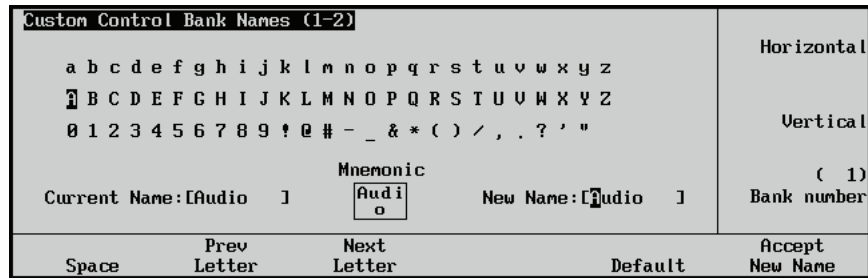 Custom Control Bank Names (1-2)
Horizontal
a b c d e f g h i j k l m n o p q r s t u v w x y z
A B C D E F G H I J K L M N O P Q R S T U V W X Y Z
Vertical
0 1 2 3 4 5 6 7 8 9 ! @ # - _ & * ( ) / , . ? ' "
Mnemonic
( 1)
Current Name:[Audio ]
Audi
o
New Name:[Audio ]
Bank number
Space
Prev
Letter
Next
Letter
Default
Accept
New Name